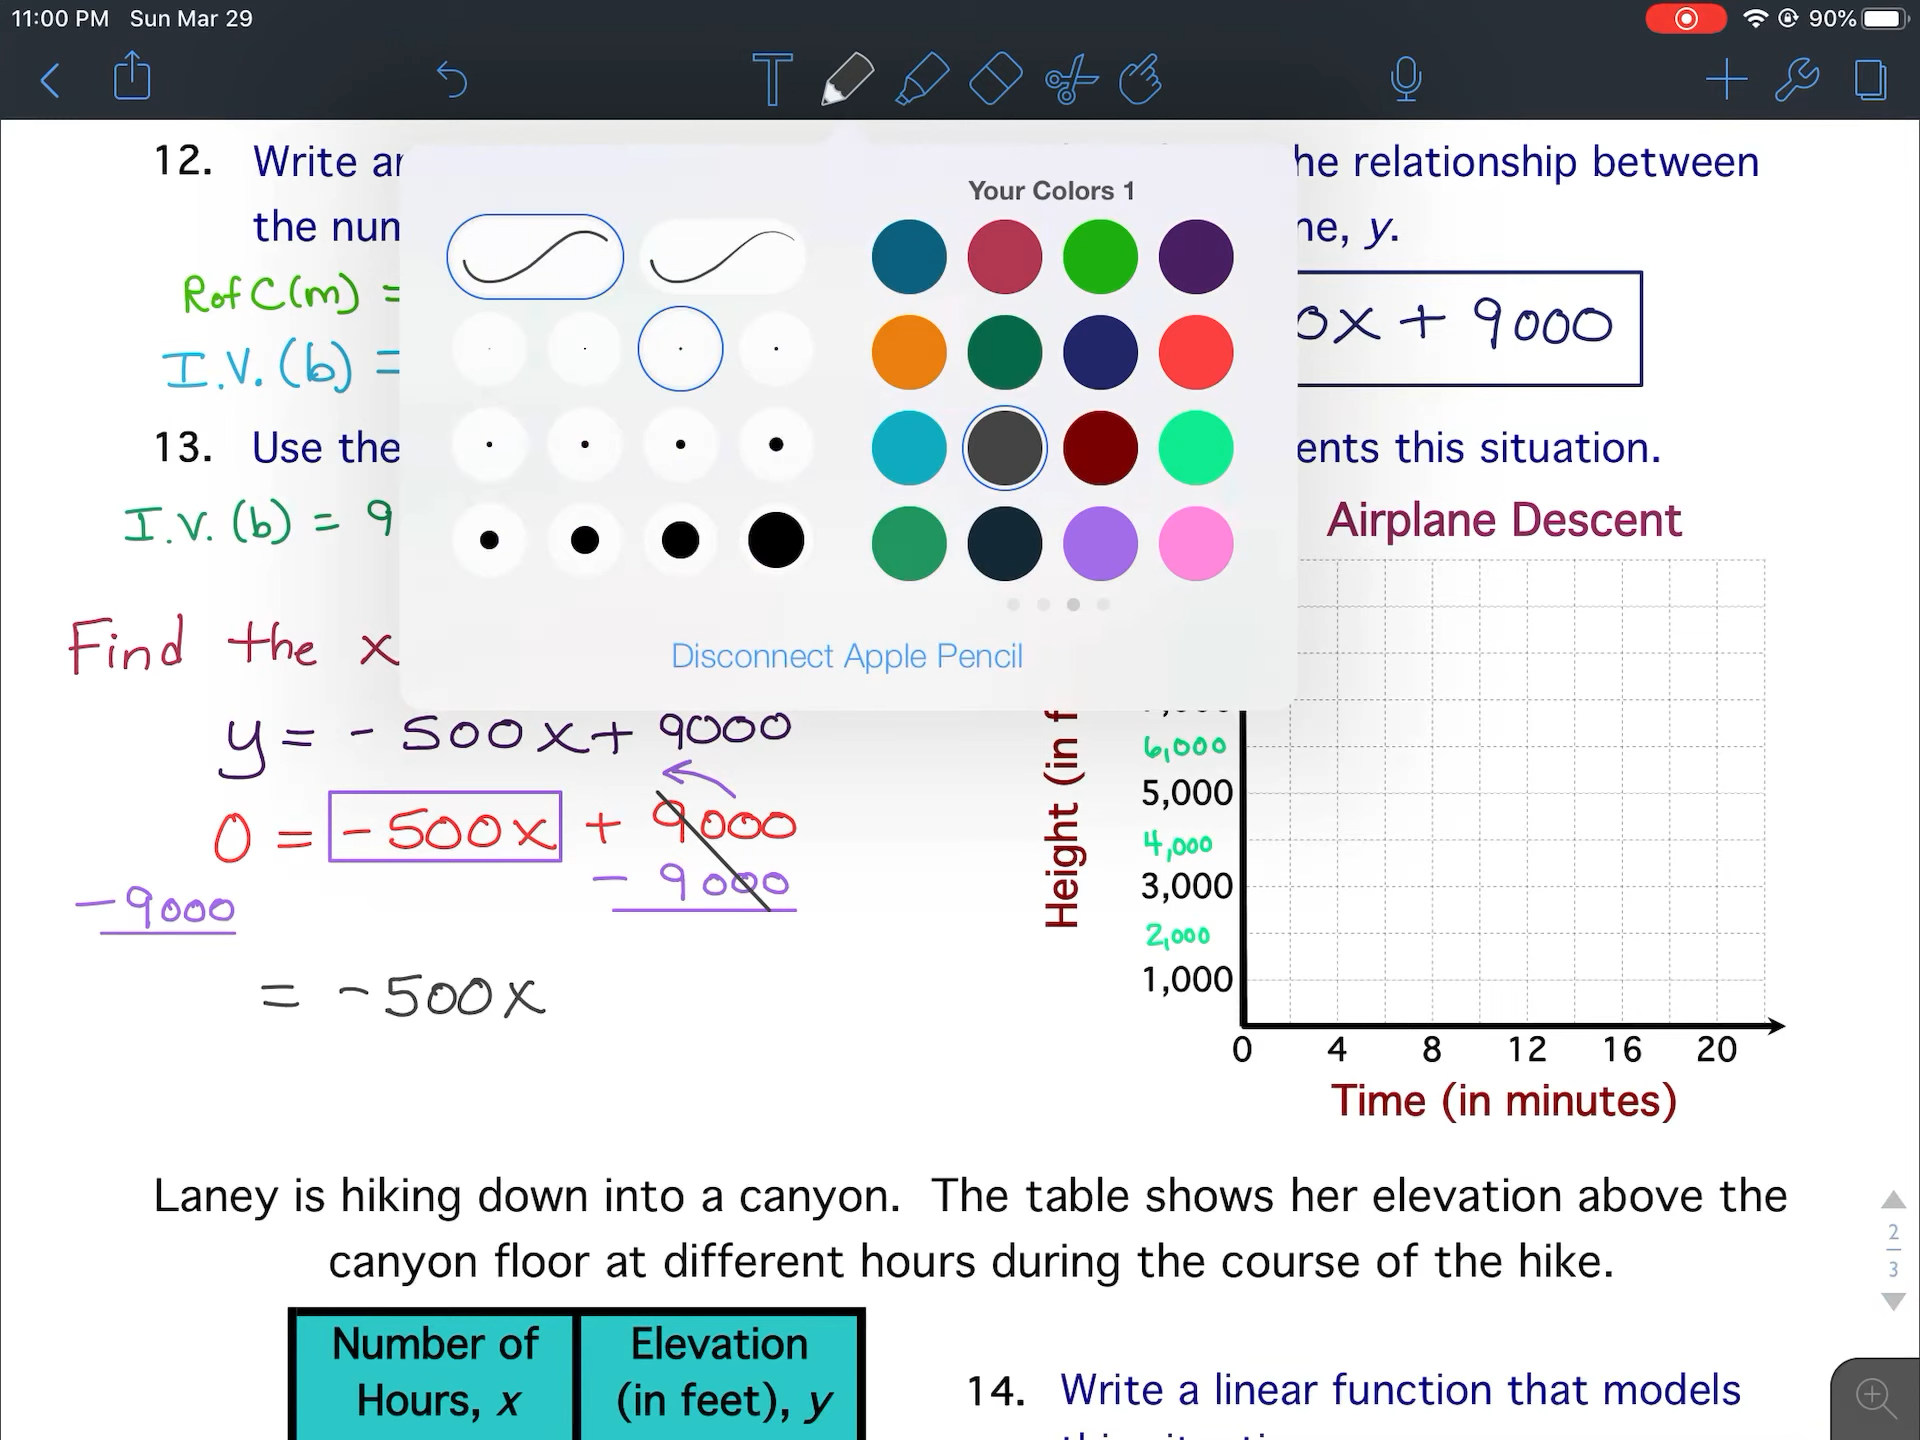 11:00 PM Sun Mar 29
90%
12. Write an
he relationship between
the num
ne, y.
Your Colors 1
R of C (m) =
I.V. (b) =
0x + 9000
13. Use the
ents this situation.
I.V. (b) = 9
Airplane Descent
Find the x
Disconnect Apple Pencil
y = - 500x + 9000
0 = - 500x + 9000
- 9000
- 9000
= - 500x
Height (in f
6,000
5,000
4,000
3,000
2,000
1,000
0 4 8 12 16 20
Time (in minutes)
Laney is hiking down into a canyon. The table shows her elevation above the
canyon floor at different hours during the course of the hike.
2
3
Number of
Hours, x
Elevation
(in feet), y
14. Write a linear function that models